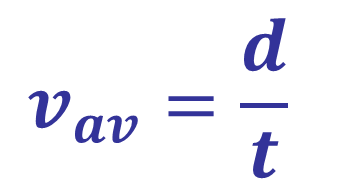 v_av = d/t